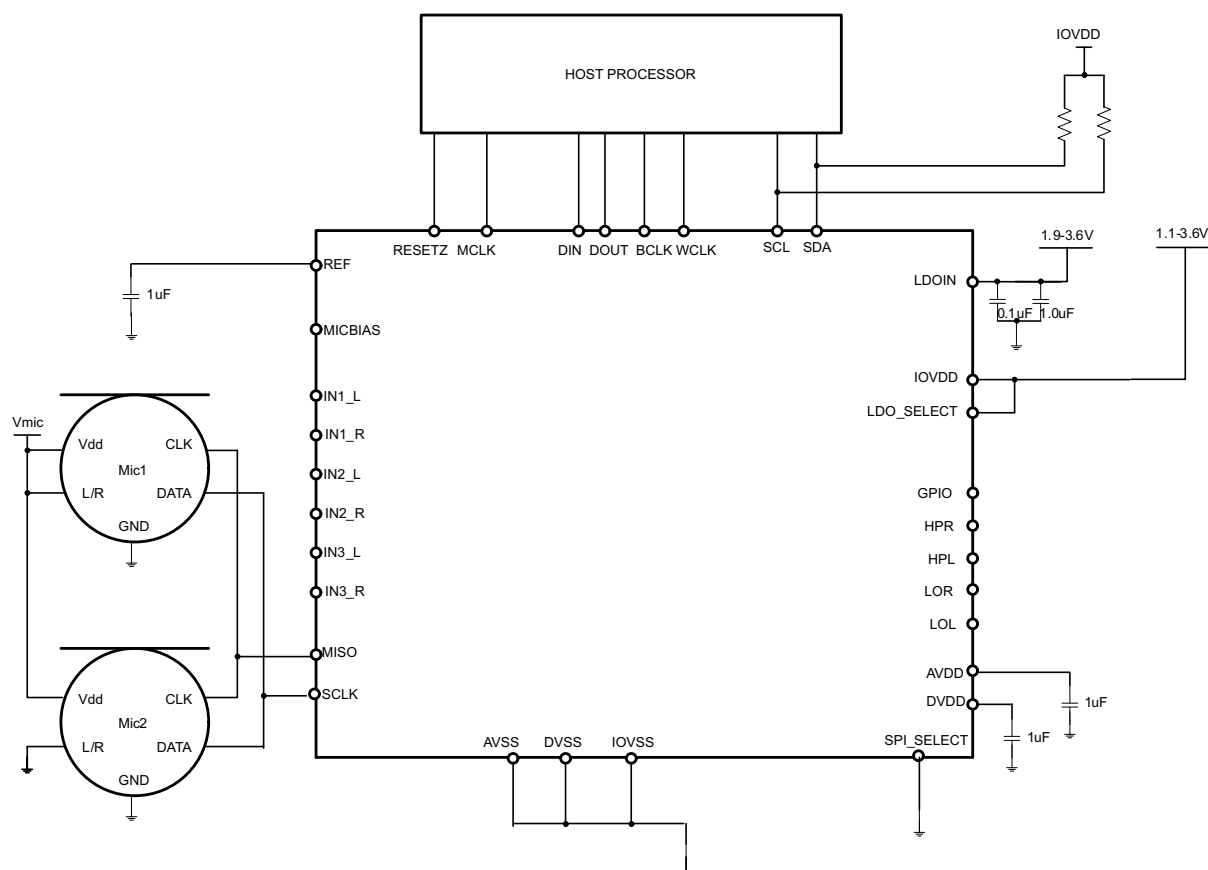 HOST PROCESSOR
IOVDD
RESETZ MCLK DIN DOUT BCLK WCLK SCL SDA
1.9-3.6V
1.1-3.6V
REF
1uF
LDOIN
0.1uF 1.0uF
MICBIAS
IOVDD
LDO_SELECT
IN1_L
IN1_R
IN2_L
IN2_R
IN3_L
IN3_R
MISO
SCLK
Vmic
Vdd CLK
Mic1
L/R DATA
GND
Vdd CLK
Mic2
L/R DATA
GND
GPIO
HPR
HPL
LOR
LOL
AVDD
1uF
DVDD
1uF
SPI_SELECT
AVSS DVSS IOVSS